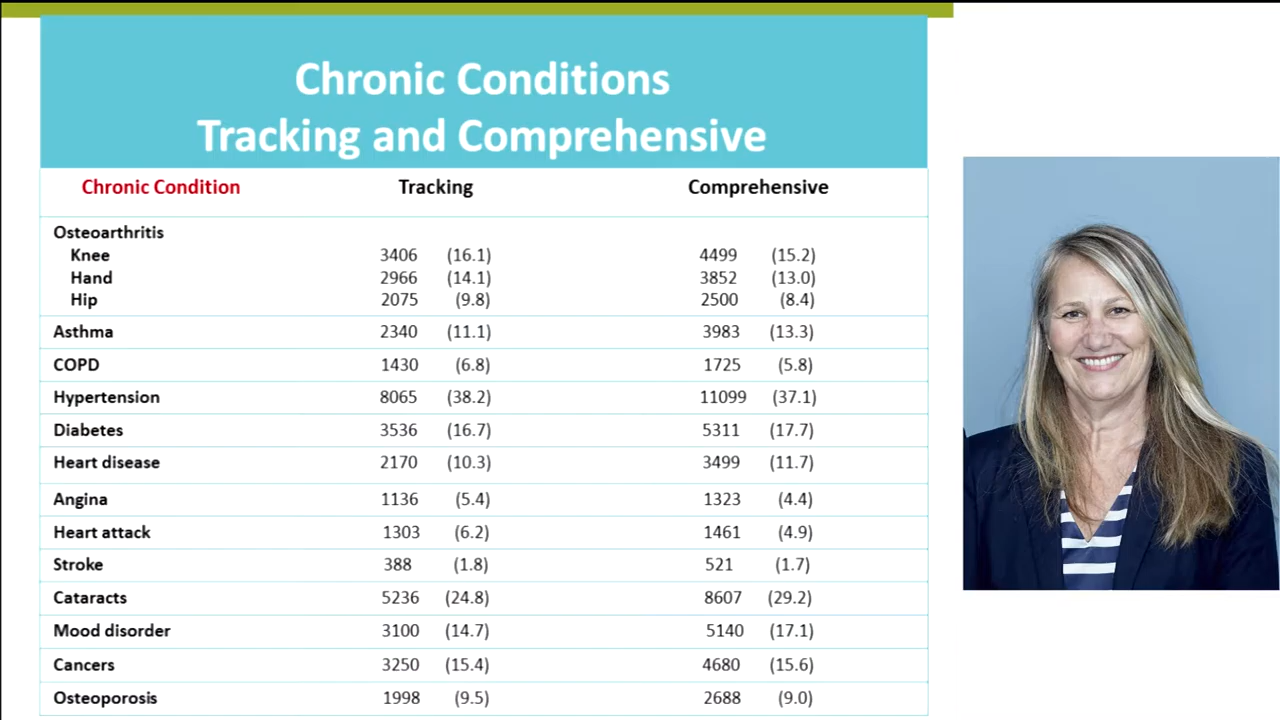 Chronic Conditions
Tracking and Comprehensive
Chronic Condition Tracking Comprehensive
Osteoarthritis
Knee 3406 (16.1) 4499 (15.2)
Hand 2966 (14.1) 3852 (13.0)
Hip 2075 (9.8) 2500 (8.4)
Asthma 2340 (11.1) 3983 (13.3)
COPD 1430 (6.8) 1725 (5.8)
Hypertension 8065 (38.2) 11099 (37.1)
Diabetes 3536 (16.7) 5311 (17.7)
Heart disease 2170 (10.3) 3499 (11.7)
Angina 1136 (5.4) 1323 (4.4)
Heart attack 1303 (6.2) 1461 (4.9)
Stroke 388 (1.8) 521 (1.7)
Cataracts 5236 (24.8) 8607 (29.2)
Mood disorder 3100 (14.7) 5140 (17.1)
Cancers 3250 (15.4) 4680 (15.6)
Osteoporosis 1998 (9.5) 2688 (9.0)